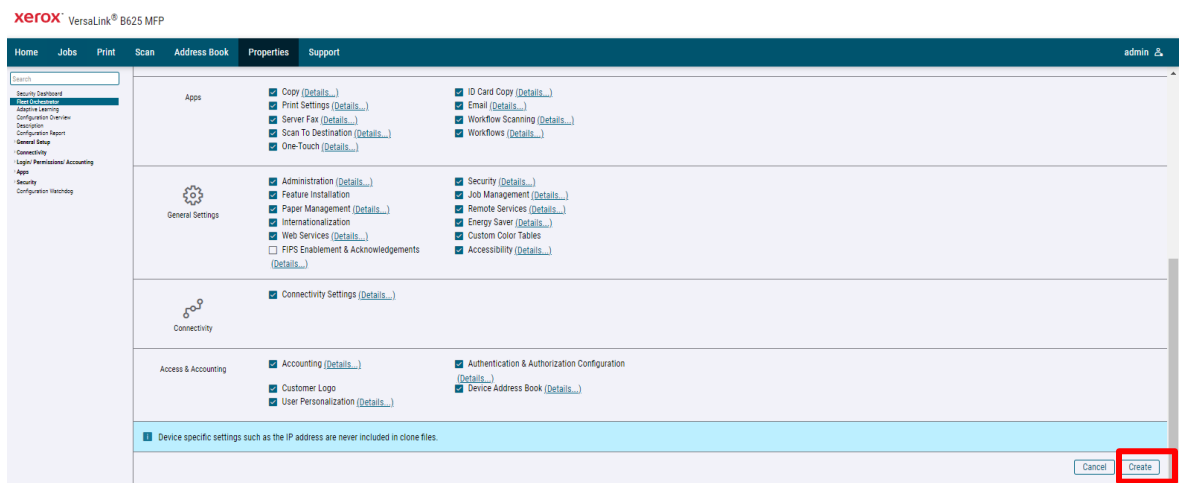 xerox™ VersaLink® B625 MFP
Home Jobs Print Scan Address Book Properties Support admin
Search
Security Dashboard
Fleet Orchestrator
Adaptive Learning
Configuration Overview
Description
Configuration Report
General Setup
Connectivity
Login/ Permissions/ Accounting
Apps
Security
Configuration Watchdog
Apps
Copy (Details...)
Print Settings (Details...)
Server Fax (Details...)
Scan To Destination (Details...)
One-Touch (Details...)
ID Card Copy (Details...)
Email (Details...)
Workflow Scanning (Details...)
Workflows (Details...)
General Settings
Administration (Details...)
Feature Installation
Paper Management (Details...)
Internationalization
Web Services (Details...)
FIPS Enablement & Acknowledgements
(Details...)
Security (Details...)
Job Management (Details...)
Remote Services (Details...)
Energy Saver (Details...)
Custom Color Tables
Accessibility (Details...)
Connectivity
Connectivity Settings (Details...)
Access & Accounting
Accounting (Details...)
Customer Logo
User Personalization (Details...)
Authentication & Authorization Configuration
(Details...)
Device Address Book (Details...)
Device specific settings such as the IP address are never included in clone files.
Cancel Create